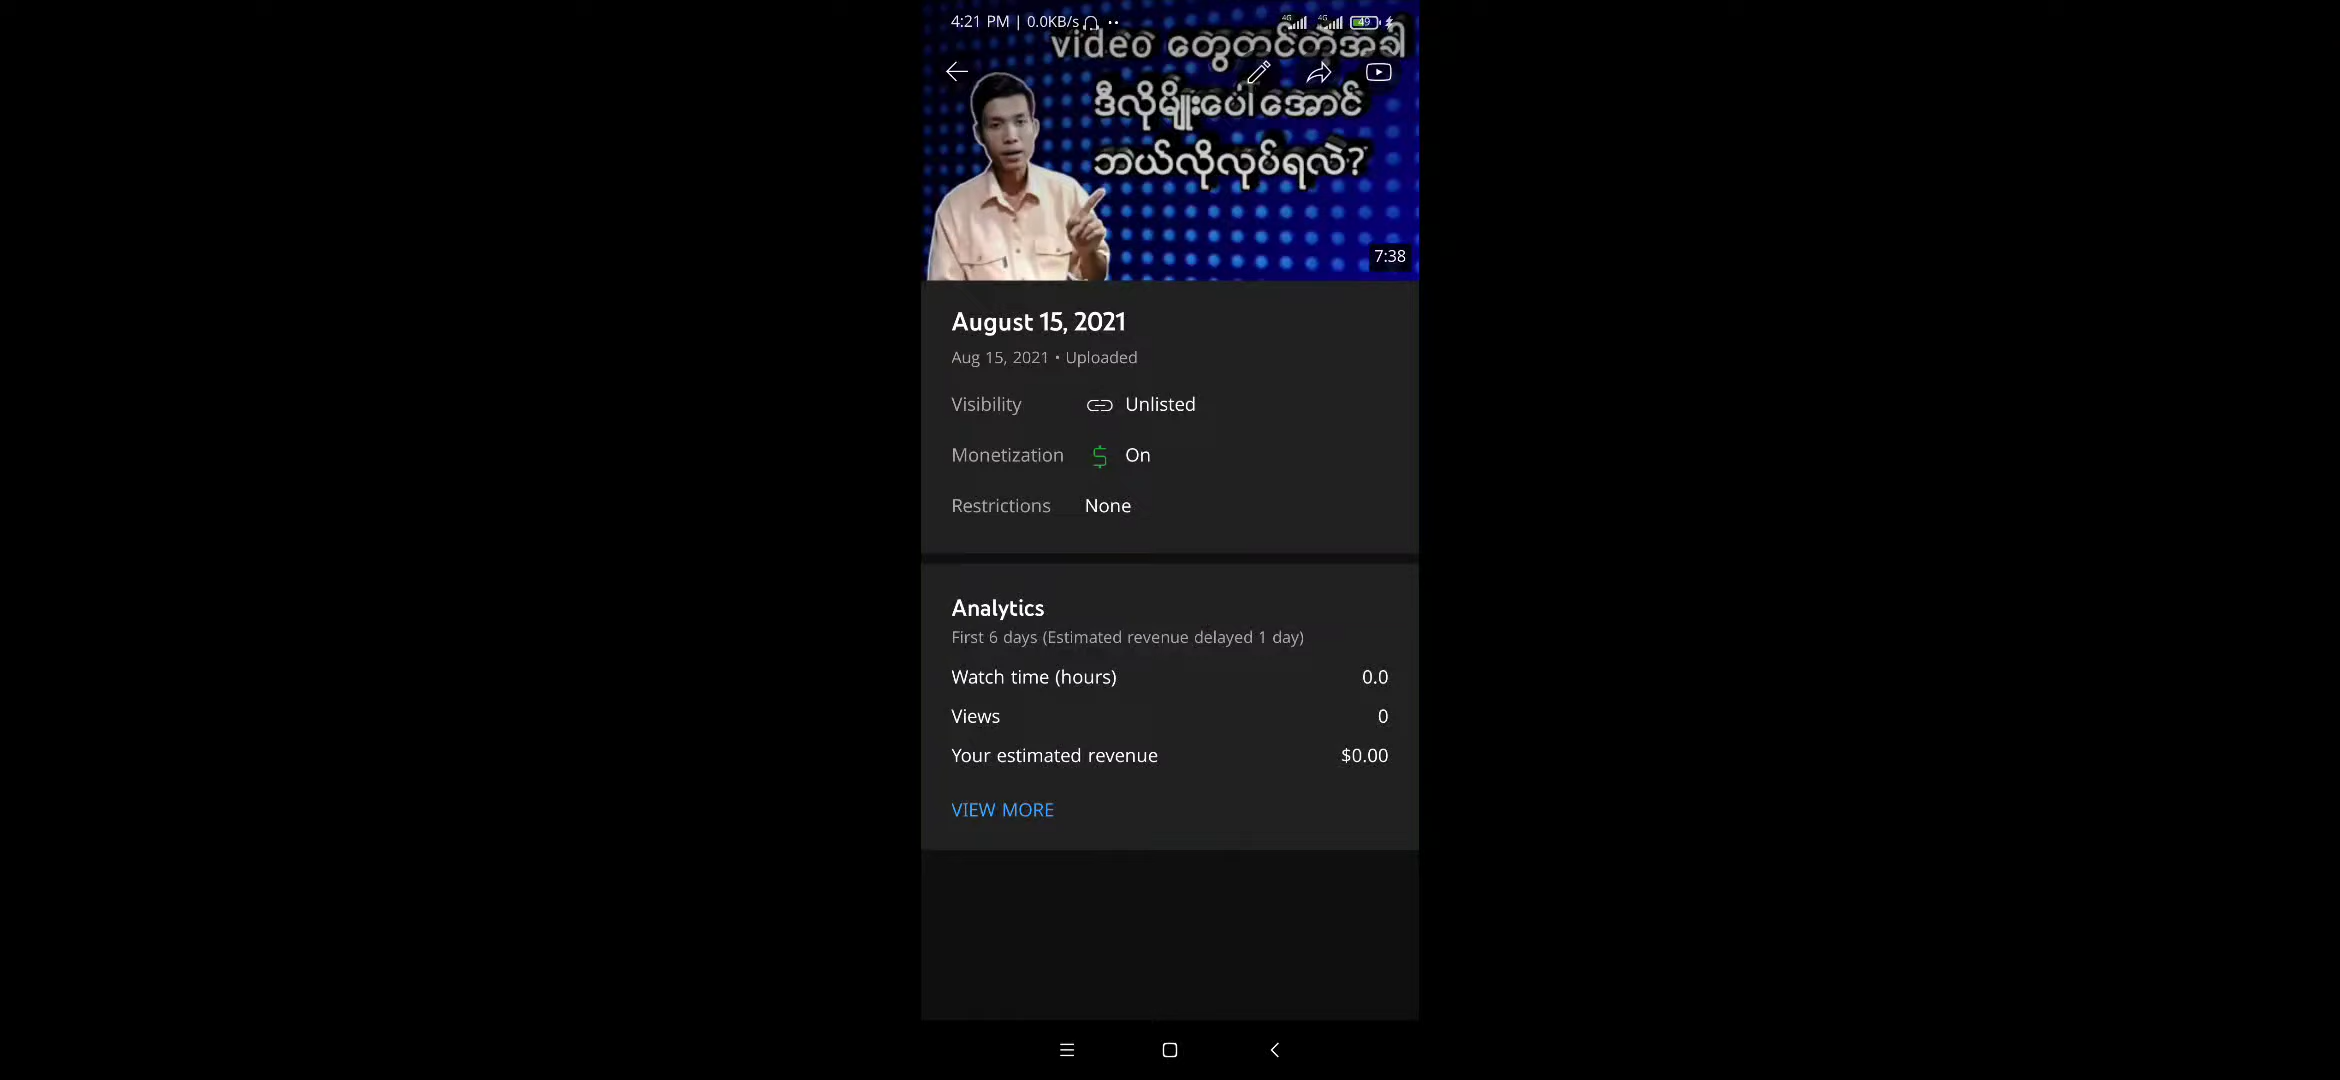 4:21 PM | 0.0KB/s
4G 4G 49
video တွေတင်တဲ့အခါ
ဒီလိုမျိုးပေါ်အောင်
ဘယ်လိုလုပ်ရလဲ?
7:38
August 15, 2021
Aug 15, 2021 • Uploaded
Visibility Unlisted
Monetization On
Restrictions None
Analytics
First 6 days (Estimated revenue delayed 1 day)
Watch time (hours) 0.0
Views 0
Your estimated revenue $0.00
VIEW MORE